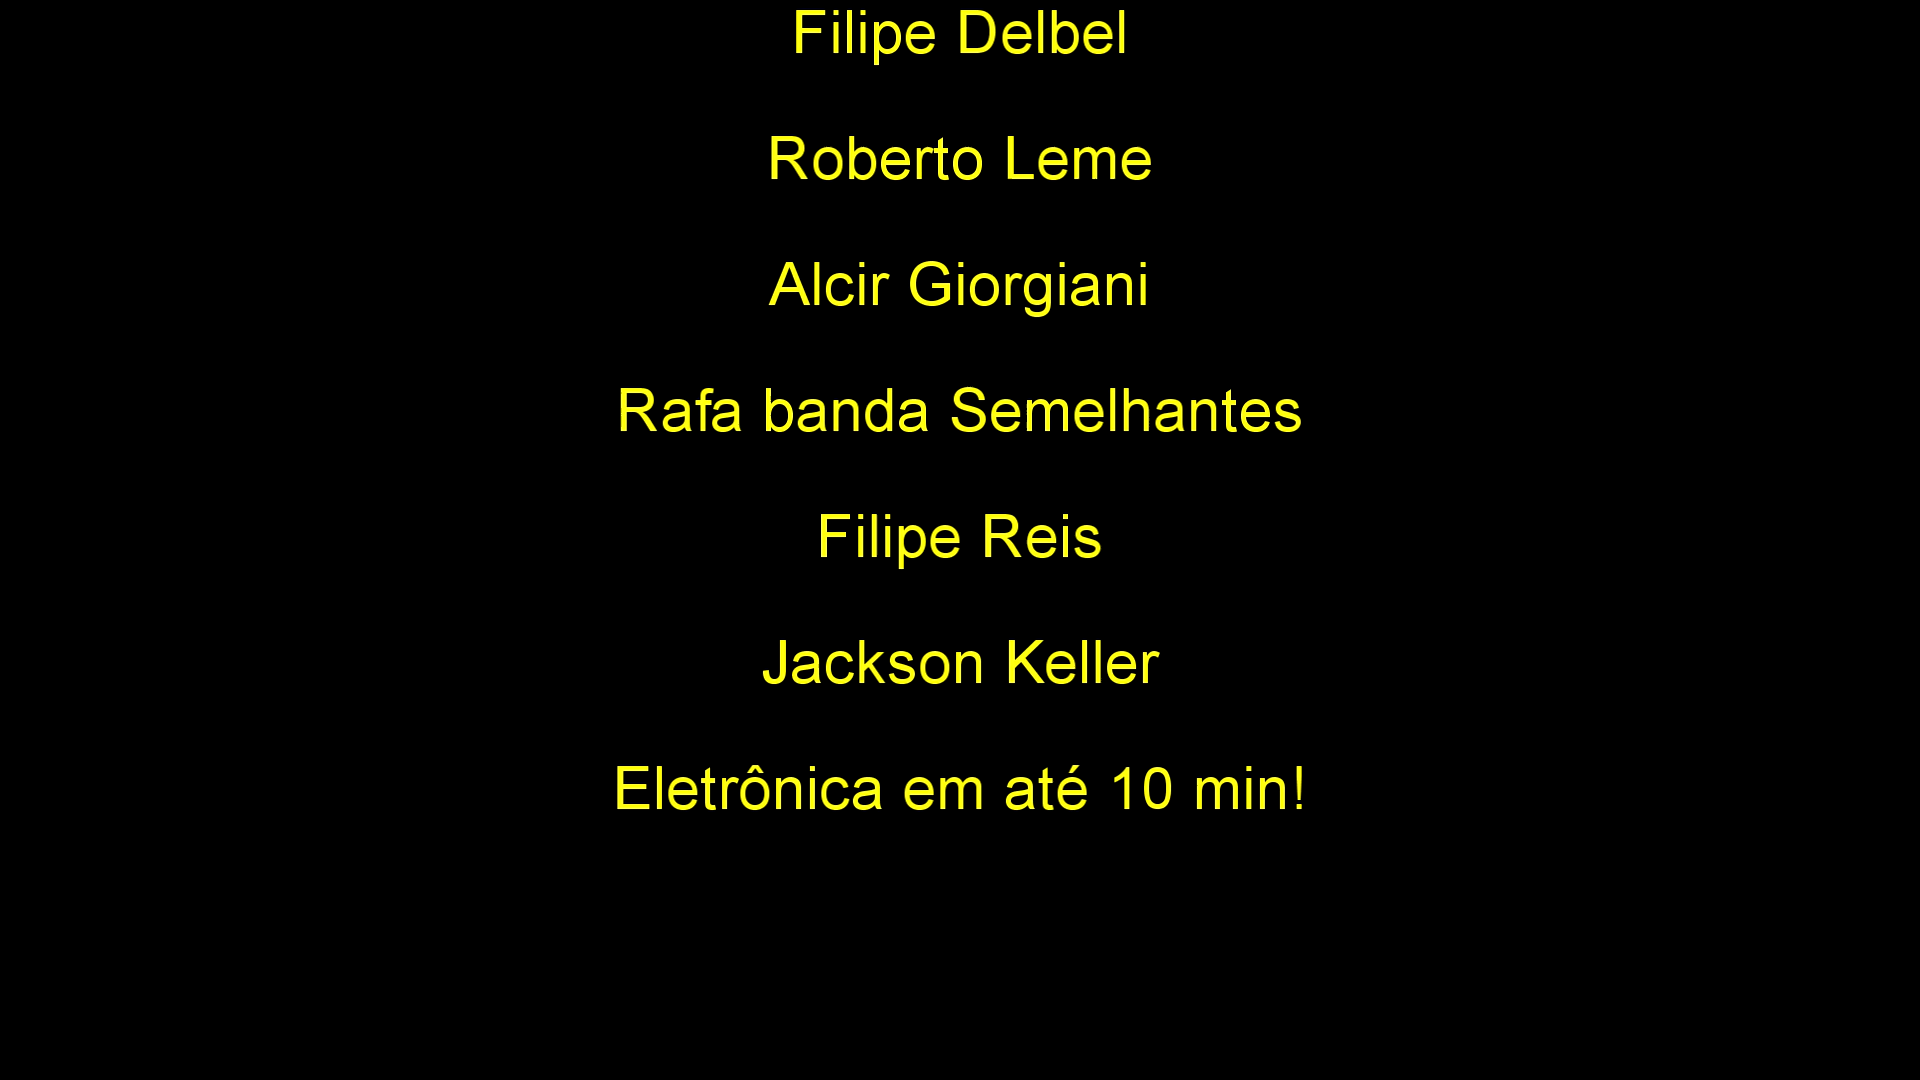 Filipe Delbel
Roberto Leme
Alcir Giorgiani
Rafa banda Semelhantes
Filipe Reis
Jackson Keller
Eletrônica em até 10 min!